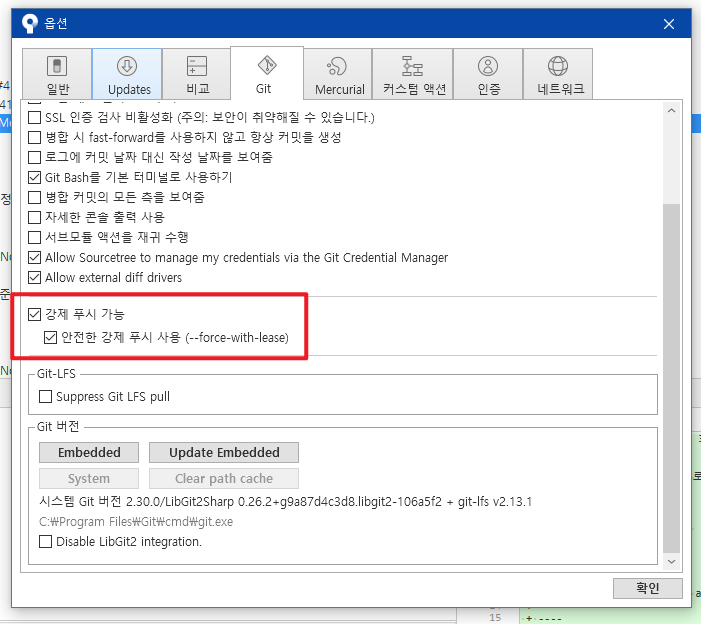 옵션
일반
Updates
비교
Git
Mercurial
커스텀 액션
인증
네트워크
SSL 인증 검사 비활성화 (주의: 보안이 취약해질 수 있습니다.)
병합 시 fast-forward를 사용하지 않고 항상 커밋을 생성
로그에 커밋 날짜 대신 작성 날짜를 보여줌
Git Bash를 기본 터미널로 사용하기
병합 커밋의 모든 측을 보여줌
자세한 콘솔 출력 사용
서브모듈 액션을 재귀 수행
Allow Sourcetree to manage my credentials via the Git Credential Manager
Allow external diff drivers
강제 푸시 가능
안전한 강제 푸시 사용 (--force-with-lease)
Git-LFS
Suppress Git LFS pull
Git 버전
Embedded
Update Embedded
System
Clear path cache
시스템 Git 버전 2.30.0/LibGit2Sharp 0.26.2+g9a87d4c3d8.libgit2-106a5f2 + git-lfs v2.13.1
C:₩Program Files₩Git₩cmd₩git.exe
Disable LibGit2 integration.
확인
15 + ----